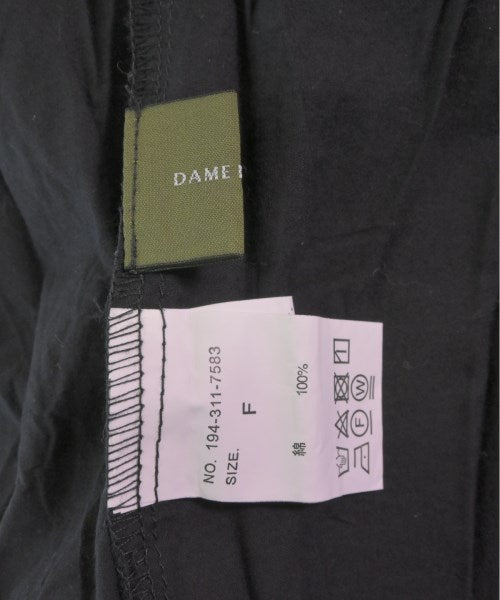 DAME
NO. 194-311-7583
SIZE. F
綿 100%
F W